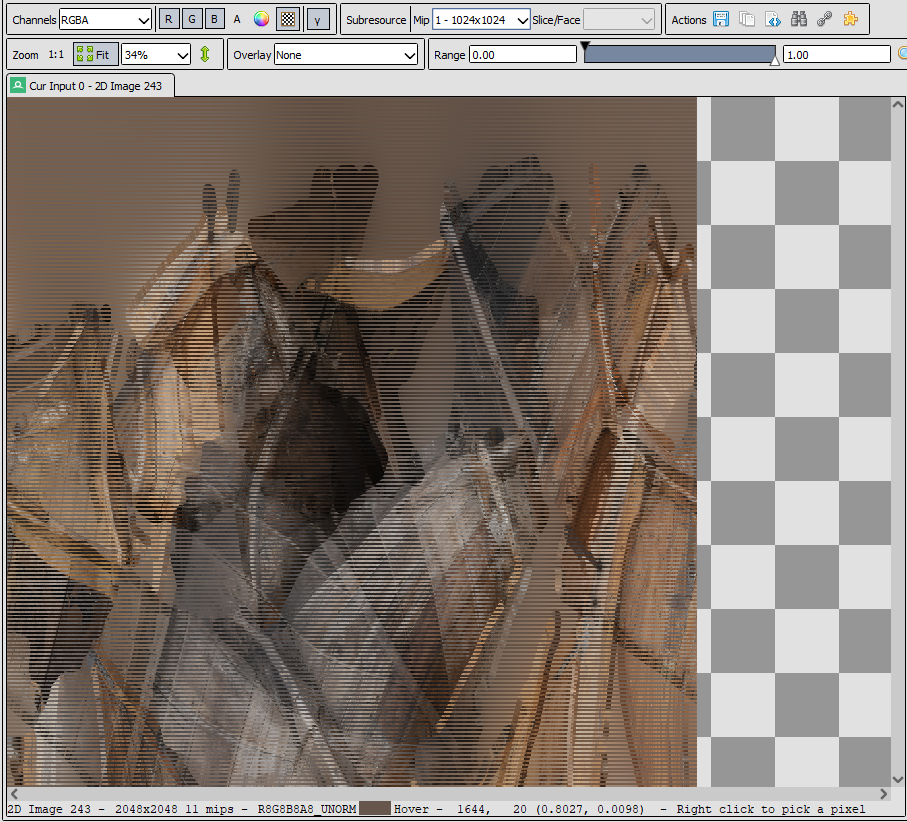 Channels RGBA R G B A γ Subresource Mip 1 - 1024x1024 Slice/Face Actions
Zoom 1:1 Fit 34% Overlay None Range 0.00 1.00
Cur Input 0 - 2D Image 243
2D Image 243 - 2048x2048 11 mips - R8G8B8A8_UNORM Hover - 1644, 20 (0.8027, 0.0098) - Right click to pick a pixel